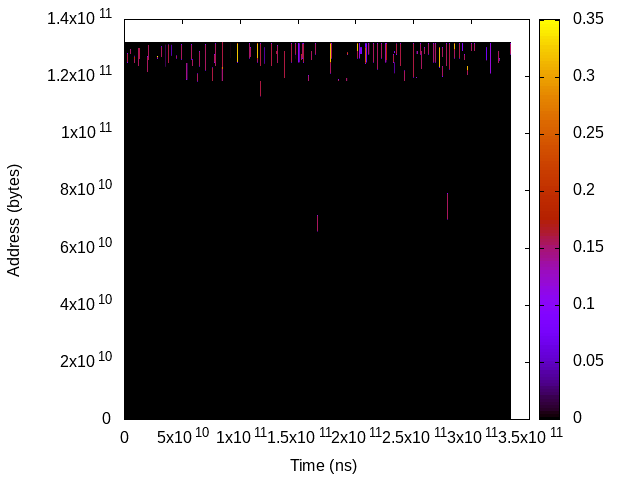 1.4x10 11
1.2x10 11
1x10 11
8x10 10
6x10 10
4x10 10
2x10 10
0
Address (bytes)
0 5x10 10 1x10 11 1.5x10 11 2x10 11 2.5x10 11 3x10 11 3.5x10 11
Time (ns)
0.35
0.3
0.25
0.2
0.15
0.1
0.05
0